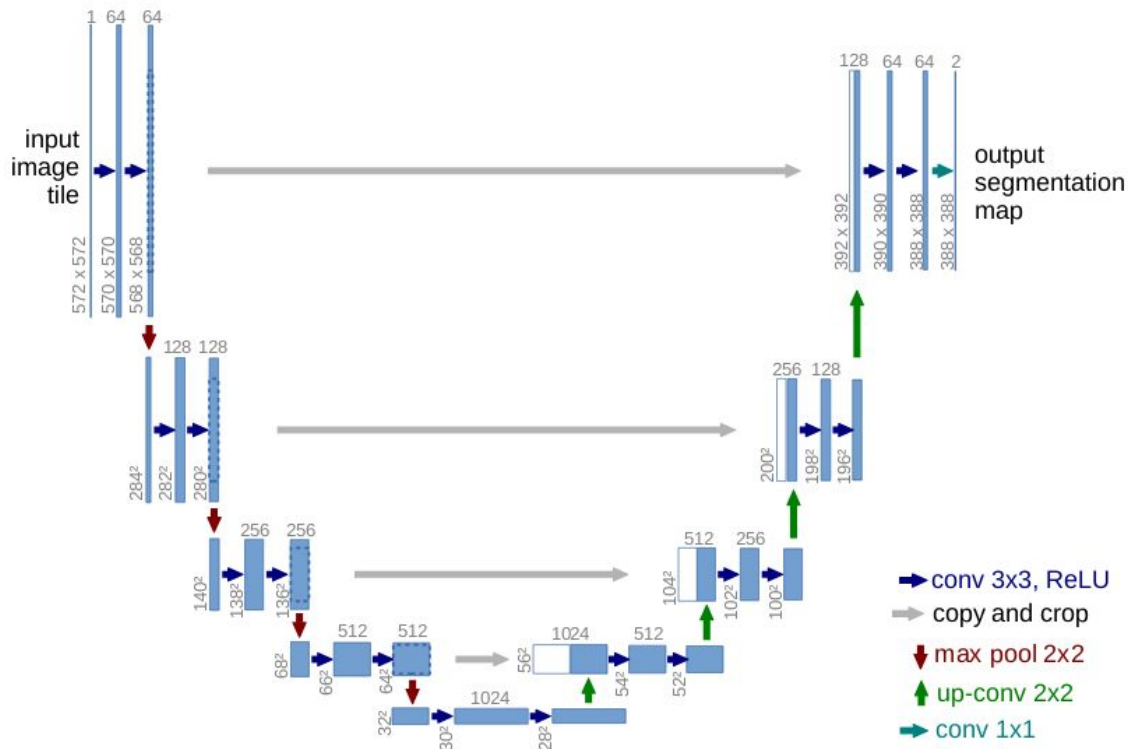 1 64 64
128 64 64 2
input
image
tile
output
segmentation
map
572 x 572
570 x 570
568 x 568
392 x 392
390 x 390
388 x 388
388 x 388
128 128
256 128
284²
282²
280²
200²
198²
196²
256 256
512 256
140²
138²
136²
104²
102²
100²
conv 3x3, ReLU
copy and crop
max pool 2x2
up-conv 2x2
conv 1x1
512 512
1024 512
68²
66²
64²
56²
54²
52²
1024
32²
30²
28²